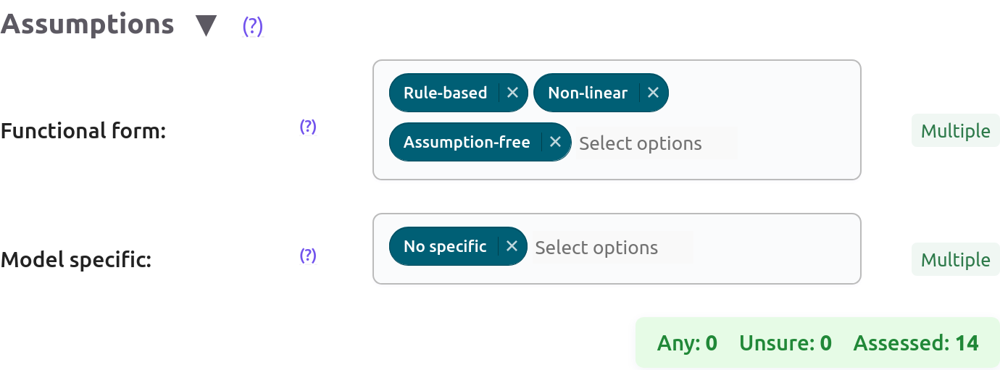 Assumptions ▼ (?)
Rule-based ✕ Non-linear ✕
Functional form: (?) Assumption-free ✕ Select options Multiple
No specific ✕ Select options
Model specific: (?) Multiple
Any: 0 Unsure: 0 Assessed: 14